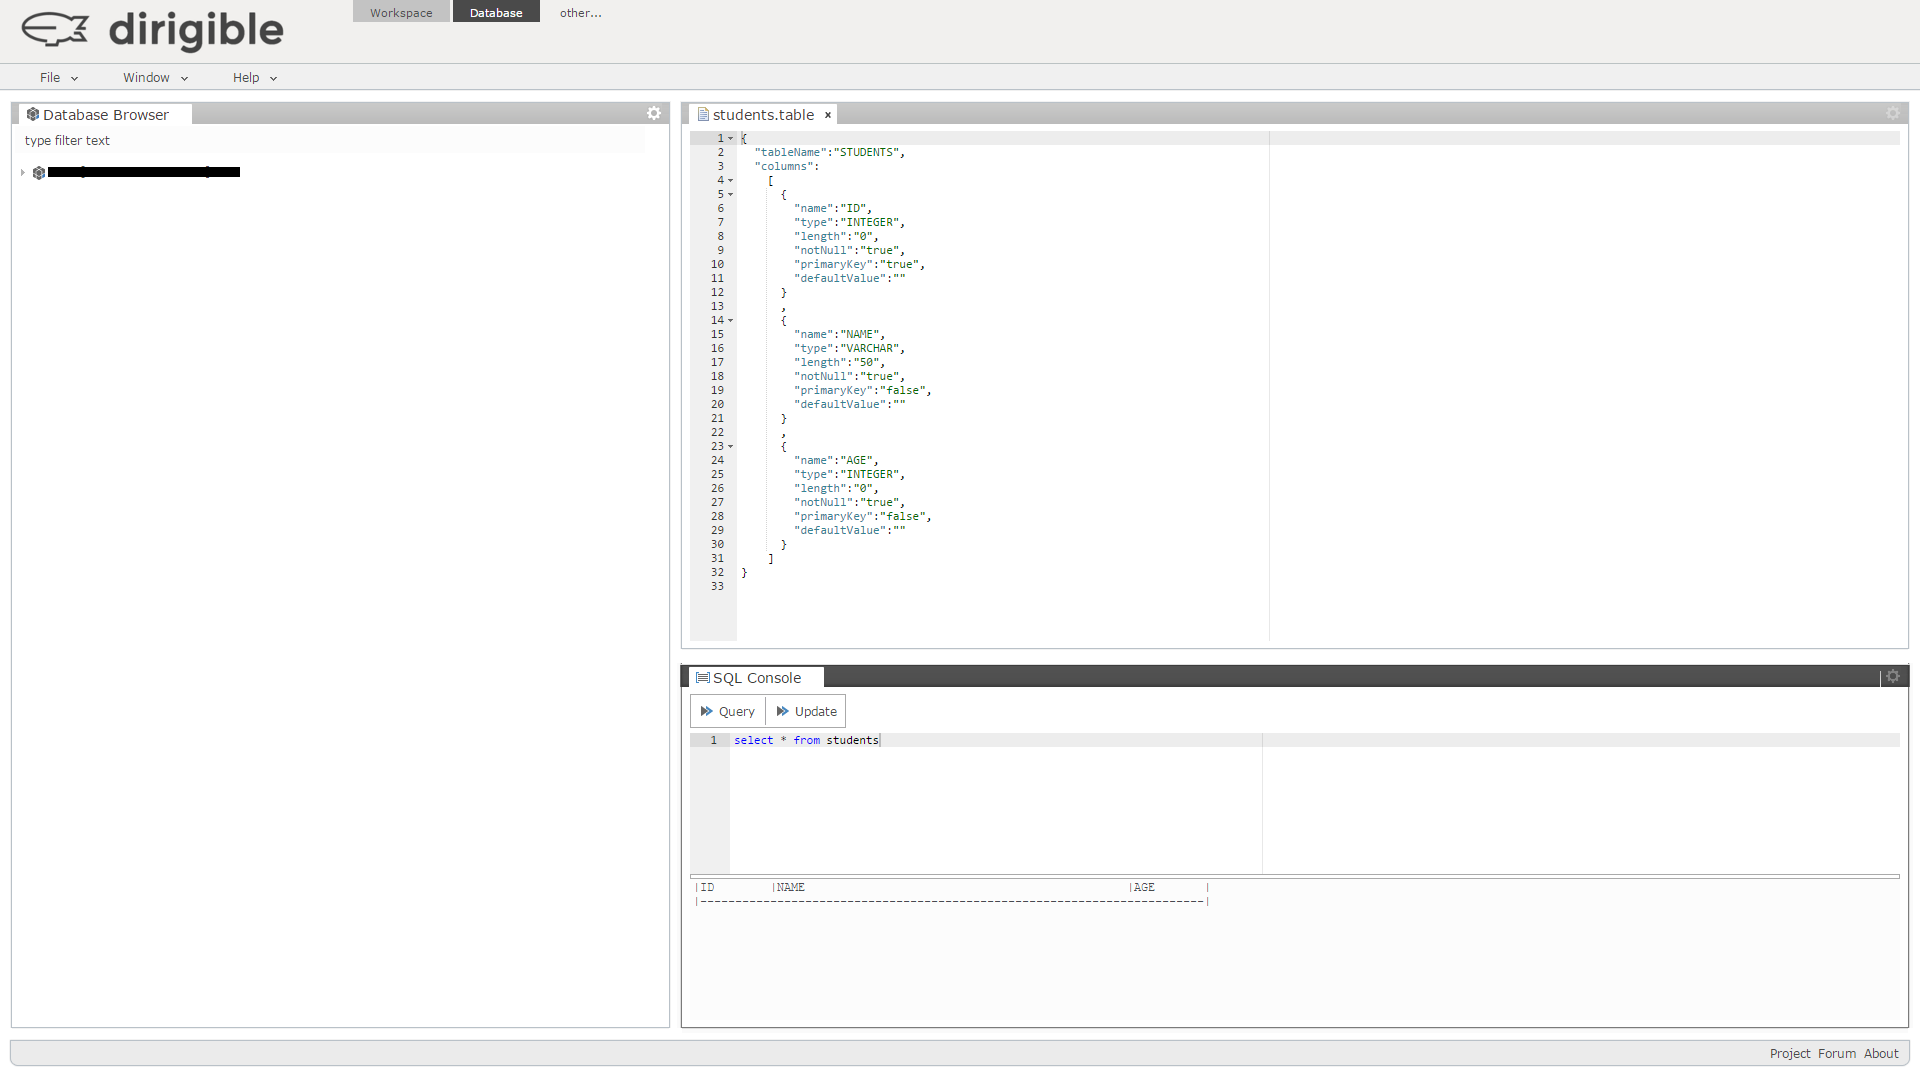 dirigible
Workspace Database other...
File Window Help
Database Browser
type filter text
students.table ×
1 {
2 "tableName":"STUDENTS",
3 "columns":
4 [
5 {
6 "name":"ID",
7 "type":"INTEGER",
8 "length":"0",
9 "notNull":"true",
10 "primaryKey":"true",
11 "defaultValue":""
12 }
13 ,
14 {
15 "name":"NAME",
16 "type":"VARCHAR",
17 "length":"50",
18 "notNull":"true",
19 "primaryKey":"false",
20 "defaultValue":""
21 }
22 ,
23 {
24 "name":"AGE",
25 "type":"INTEGER",
26 "length":"0",
27 "notNull":"true",
28 "primaryKey":"false",
29 "defaultValue":""
30 }
31 ]
32 }
33
SQL Console
Query Update
1 select * from students
|ID |NAME |AGE |
|------------------------------------------------------------------------|
Project Forum About